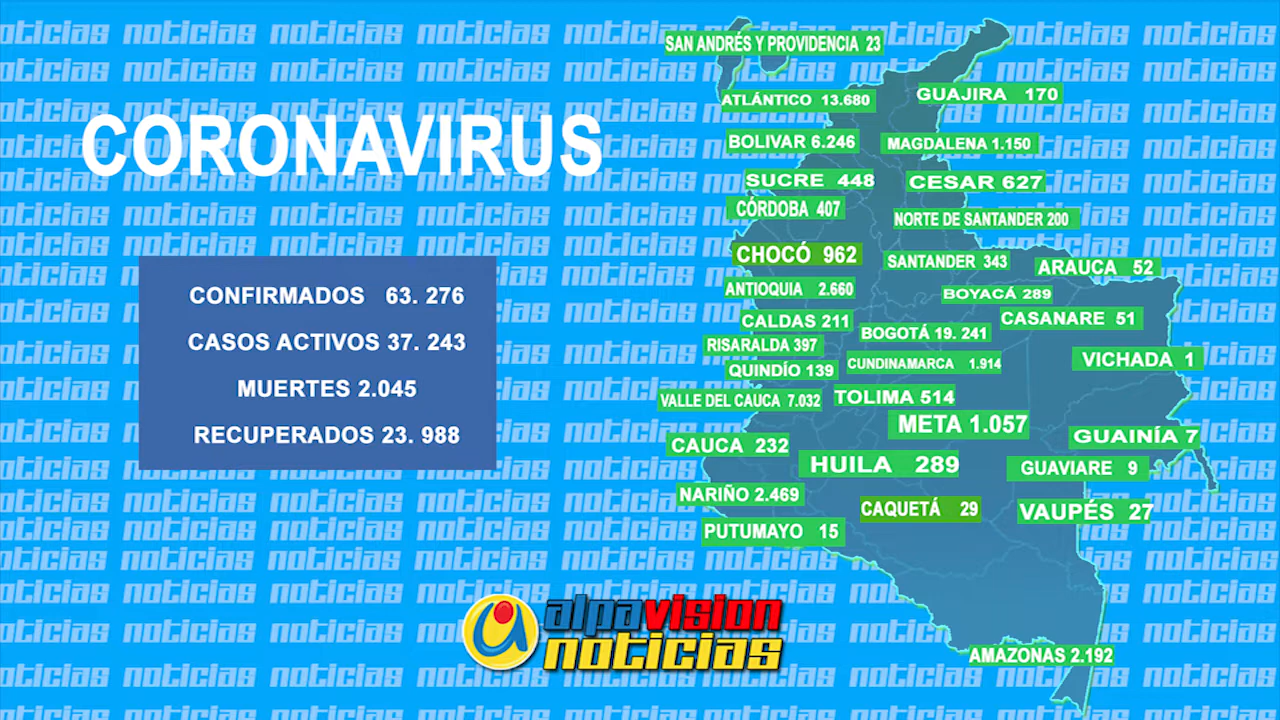 CORONAVIRUS
CONFIRMADOS 63. 276
CASOS ACTIVOS 37. 243
MUERTES 2.045
RECUPERADOS 23. 988
SAN ANDRÉS Y PROVIDENCIA 23
ATLÁNTICO 13.680
GUAJIRA 170
BOLIVAR 6.246
MAGDALENA 1.150
SUCRE 448
CESAR 627
CÓRDOBA 407
NORTE DE SANTANDER 200
CHOCÓ 962
SANTANDER 343
ARAUCA 52
ANTIOQUIA 2.660
BOYACÁ 289
CALDAS 211
CASANARE 51
BOGOTÁ 19. 241
RISARALDA 397
QUINDÍO 139
CUNDINAMARCA 1.914
VICHADA 1
VALLE DEL CAUCA 7.032
TOLIMA 514
META 1.057
CAUCA 232
GUAINÍA 7
HUILA 289
GUAVIARE 9
NARIÑO 2.469
CAQUETÁ 29
VAUPÉS 27
PUTUMAYO 15
AMAZONAS 2.192
alpavision
noticias